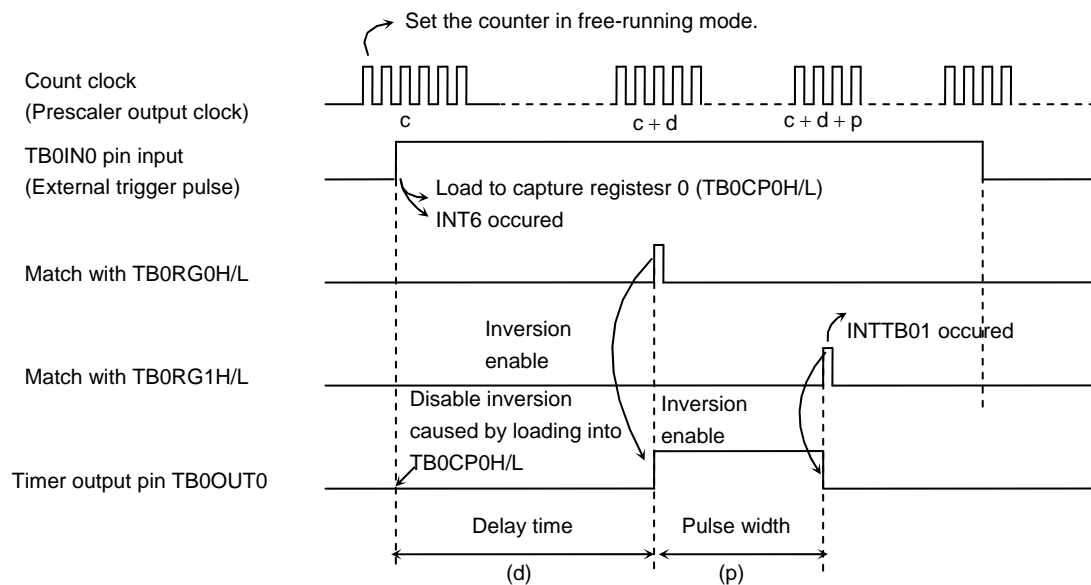 Set the counter in free-running mode.
Count clock
(Prescaler output clock)
c
c + d
c + d + p
TB0IN0 pin input
(External trigger pulse)
Load to capture registesr 0 (TB0CP0H/L)
INT6 occured
Match with TB0RG0H/L
Inversion
enable
INTTB01 occured
Match with TB0RG1H/L
Disable inversion
caused by loading into
TB0CP0H/L
Inversion
enable
Timer output pin TB0OUT0
Delay time
(d)
Pulse width
(p)